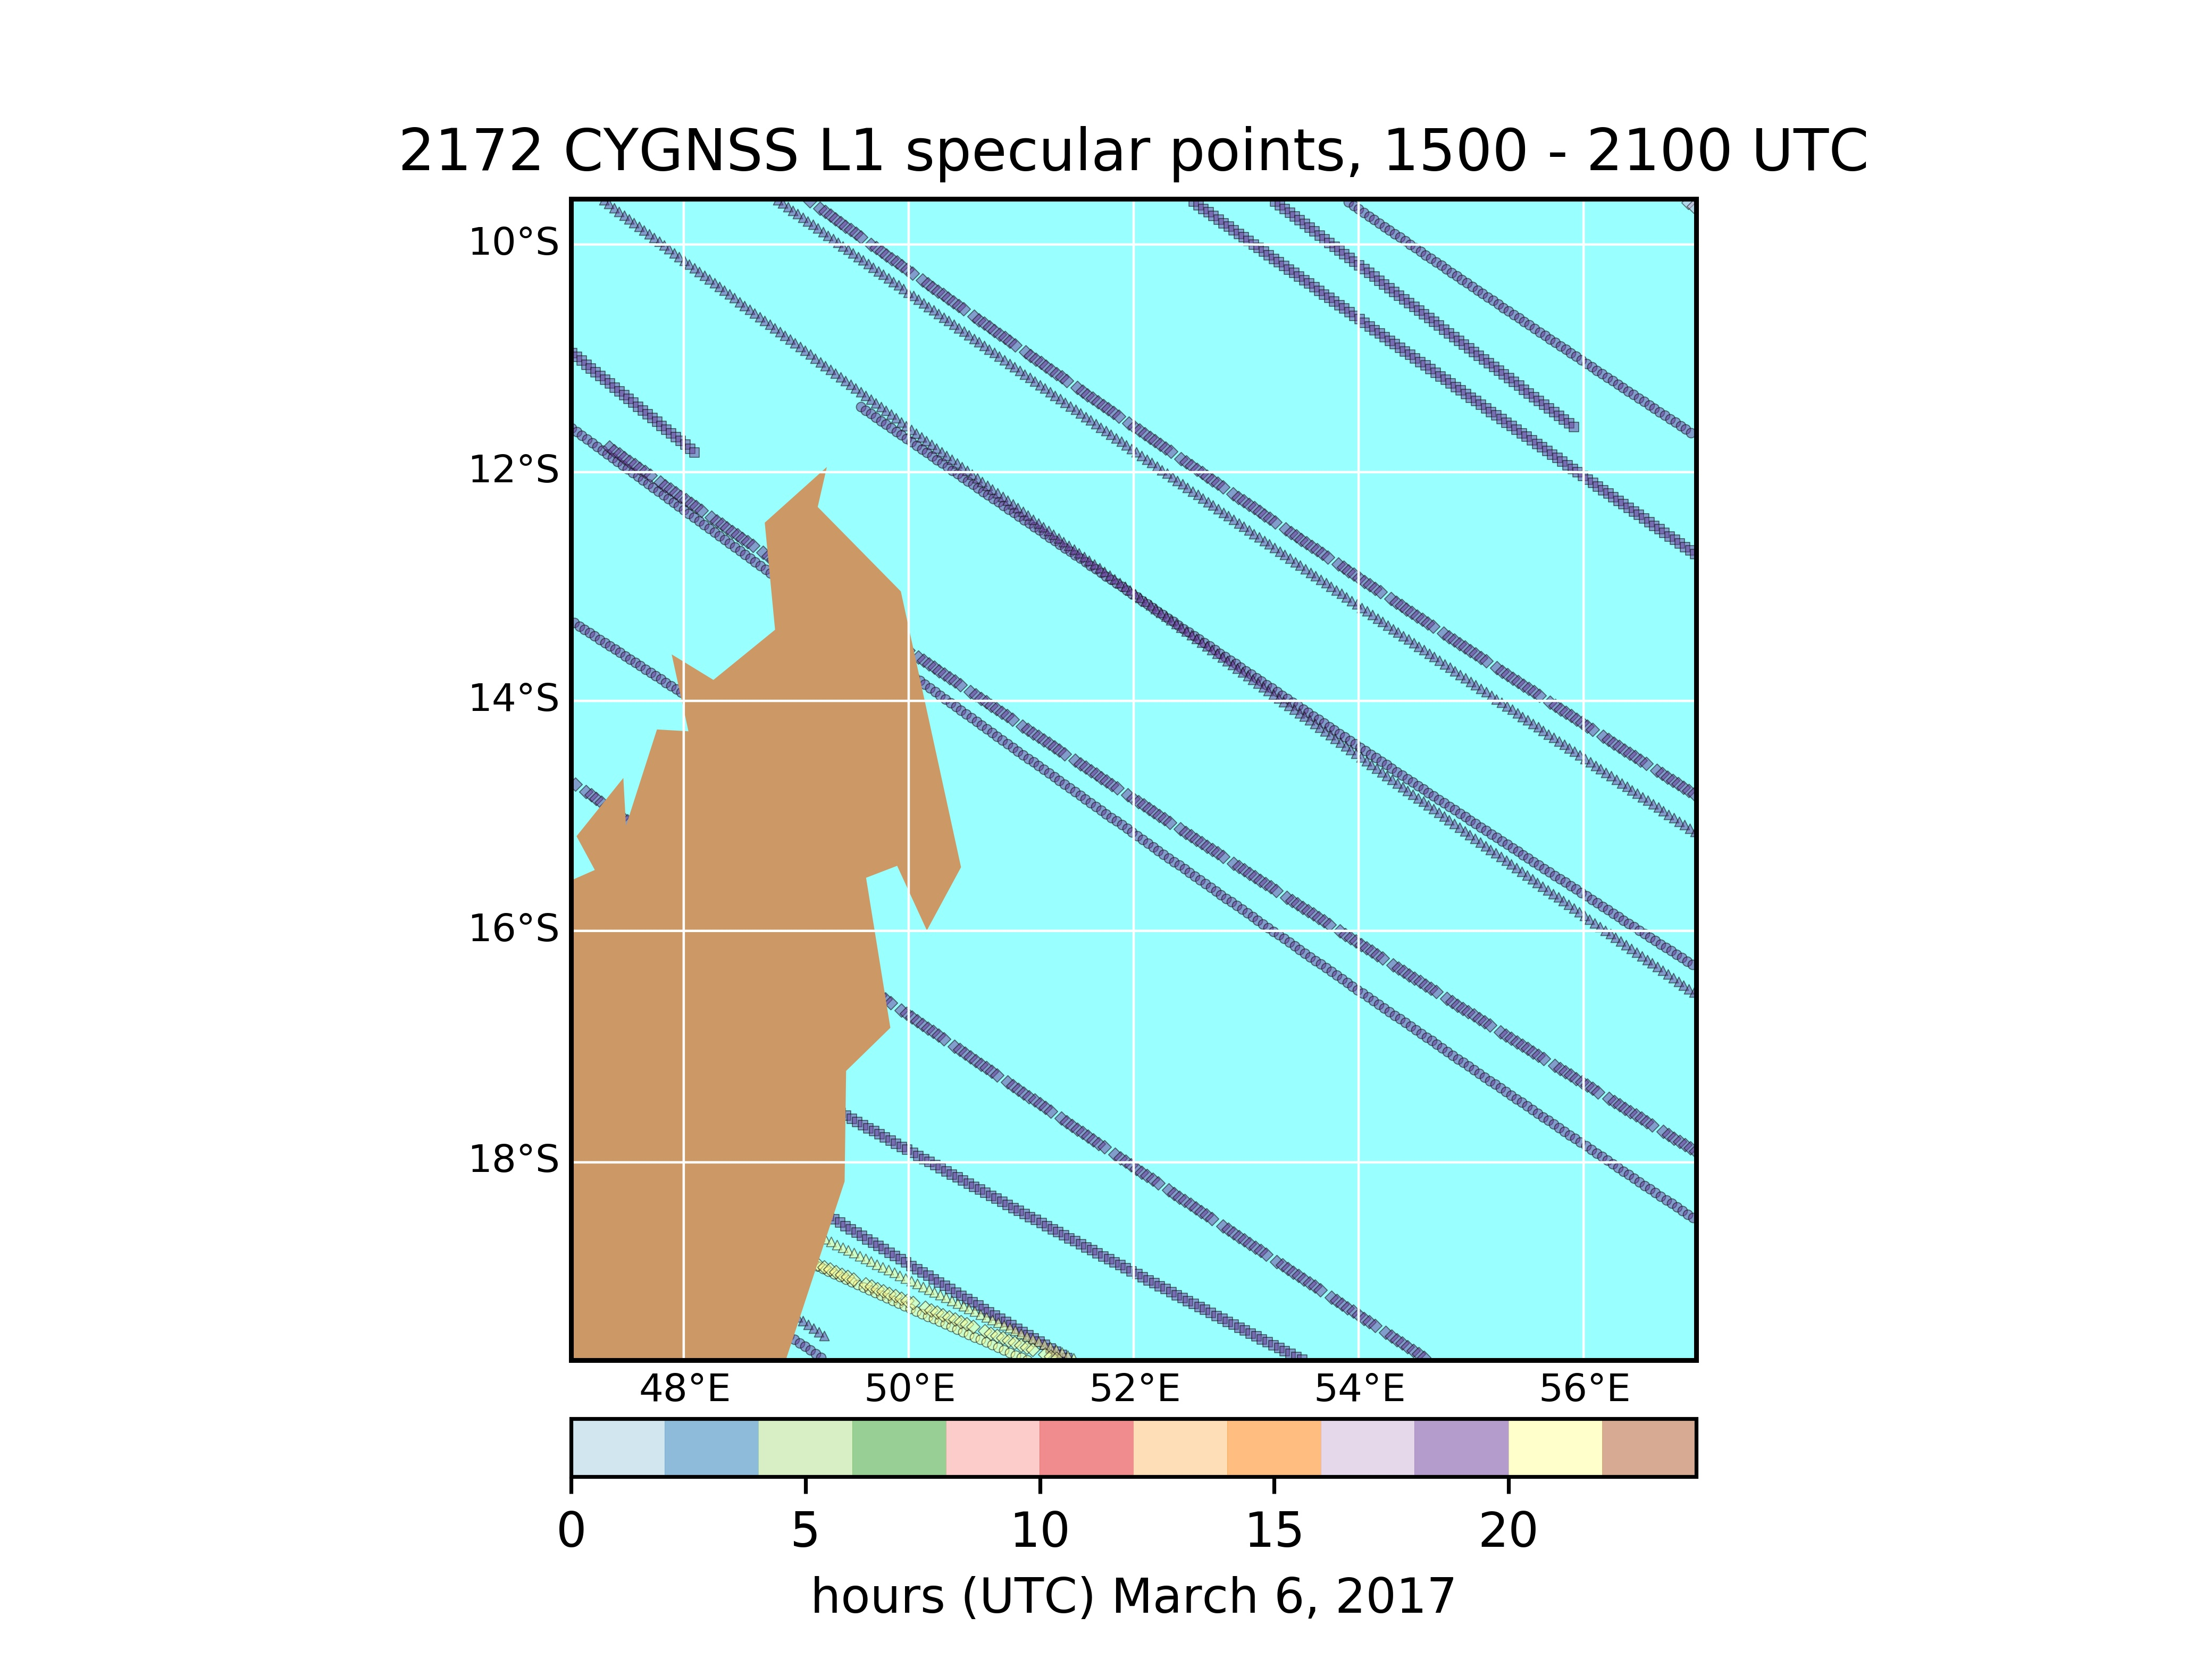 2172 CYGNSS L1 specular points, 1500 - 2100 UTC
10°S
12°S
14°S
16°S
18°S
48°E 50°E 52°E 54°E 56°E
0 5 10 15 20
hours (UTC) March 6, 2017